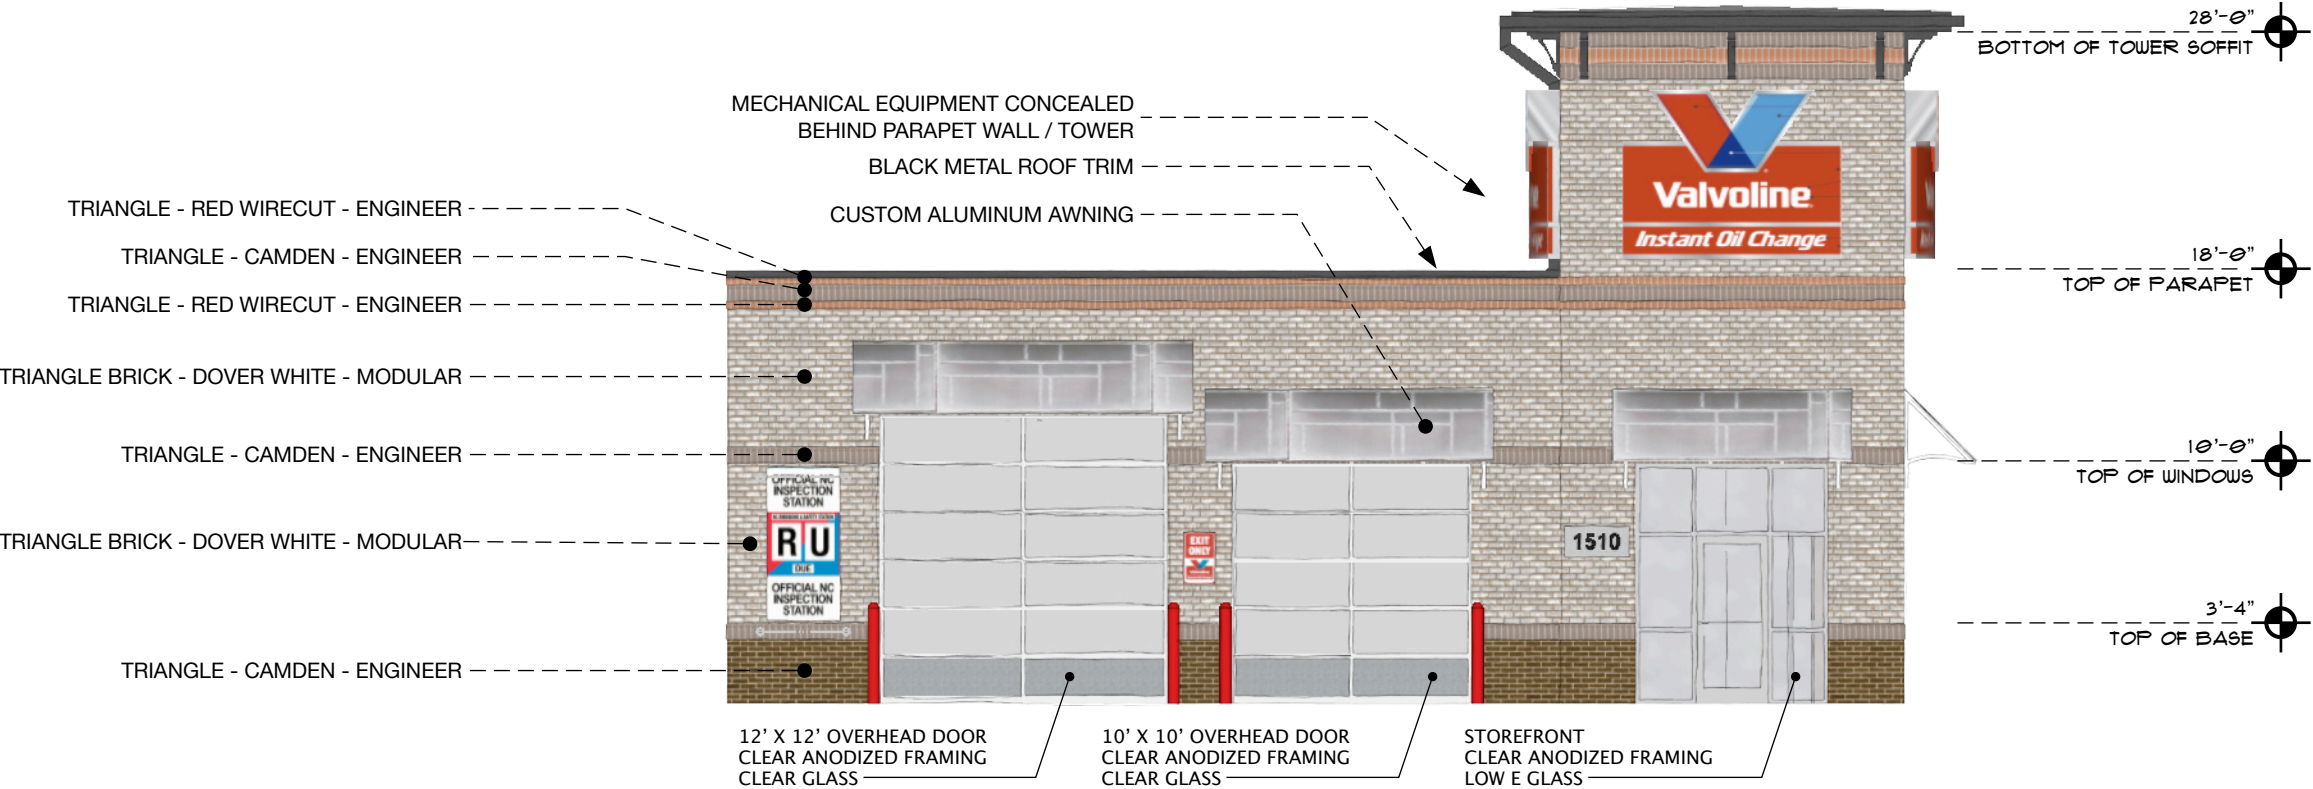 28'-0"
BOTTOM OF TOWER SOFFIT
MECHANICAL EQUIPMENT CONCEALED
BEHIND PARAPET WALL / TOWER
BLACK METAL ROOF TRIM
CUSTOM ALUMINUM AWNING
Valvoline
Instant Oil Change
TRIANGLE - RED WIRECUT - ENGINEER
TRIANGLE - CAMDEN - ENGINEER
TRIANGLE - RED WIRECUT - ENGINEER
18'-0"
TOP OF PARAPET
TRIANGLE BRICK - DOVER WHITE - MODULAR
TRIANGLE - CAMDEN - ENGINEER
10'-0"
TOP OF WINDOWS
OFFICIAL NC
INSPECTION
STATION
R U
DUE
OFFICIAL NC
INSPECTION
STATION
EXIT
ONLY
1510
TRIANGLE BRICK - DOVER WHITE - MODULAR
3'-4"
TOP OF BASE
TRIANGLE - CAMDEN - ENGINEER
12' X 12' OVERHEAD DOOR
CLEAR ANODIZED FRAMING
CLEAR GLASS
10' X 10' OVERHEAD DOOR
CLEAR ANODIZED FRAMING
CLEAR GLASS
STOREFRONT
CLEAR ANODIZED FRAMING
LOW E GLASS